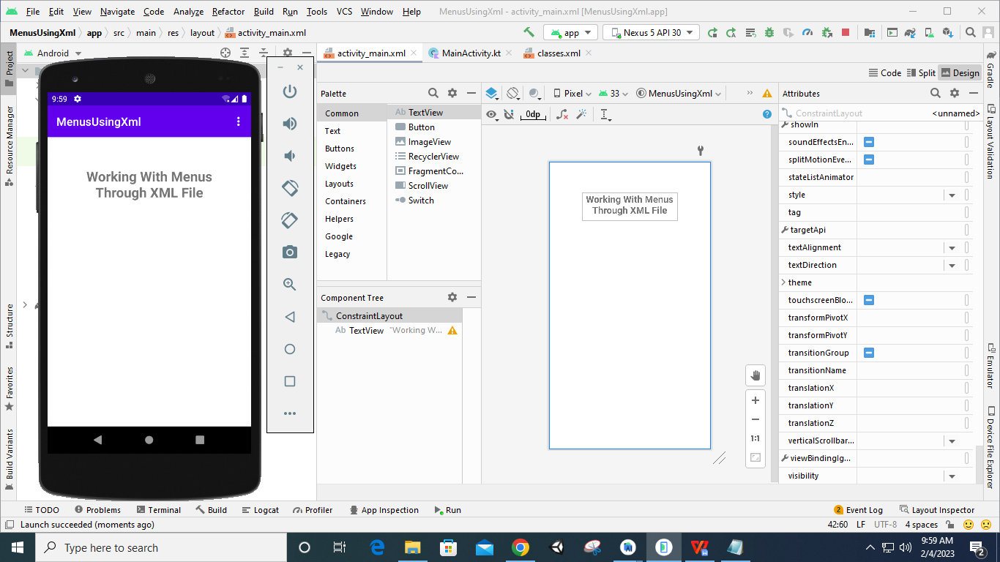 File Edit View Navigate Code Analyze Refactor Build Run Tools VCS Window Help MenusUsingXml - activity_main.xml [MenusUsingXml.app]
MenusUsingXml app src main res layout activity_main.xml app Nexus 5 API 30
Android
activity_main.xml MainActivity.kt classes.xml
Code Split Design
Project
Resource Manager
Structure
Favorites
Build Variants
9:59
MenusUsingXml
Working With Menus
Through XML File
Palette
Common
Text
Buttons
Widgets
Layouts
Containers
Helpers
Google
Legacy
Ab TextView
Button
ImageView
RecyclerView
FragmentCo...
ScrollView
Switch
Component Tree
ConstraintLayout
Ab TextView "Working W...
Pixel 33 MenusUsingXml
0dp
Working With Menus
Through XML File
1:1
Attributes
ConstraintLayout <unnamed>
showIn
soundEffectsEn...
splitMotionEve...
stateListAnimator
style
tag
targetApi
textAlignment
textDirection
theme
touchscreenBlo...
transformPivotX
transformPivotY
transitionGroup
transitionName
translationX
translationY
translationZ
verticalScrollbar...
viewBindingIg...
visibility
Gradle
Layout Validation
Emulator
Device File Explorer
TODO Problems Terminal Build Logcat Profiler App Inspection Run 2 Event Log Layout Inspector
Launch succeeded (moments ago) 42:60 LF UTF-8 4 spaces
Type here to search
9:59 AM
2/4/2023
2